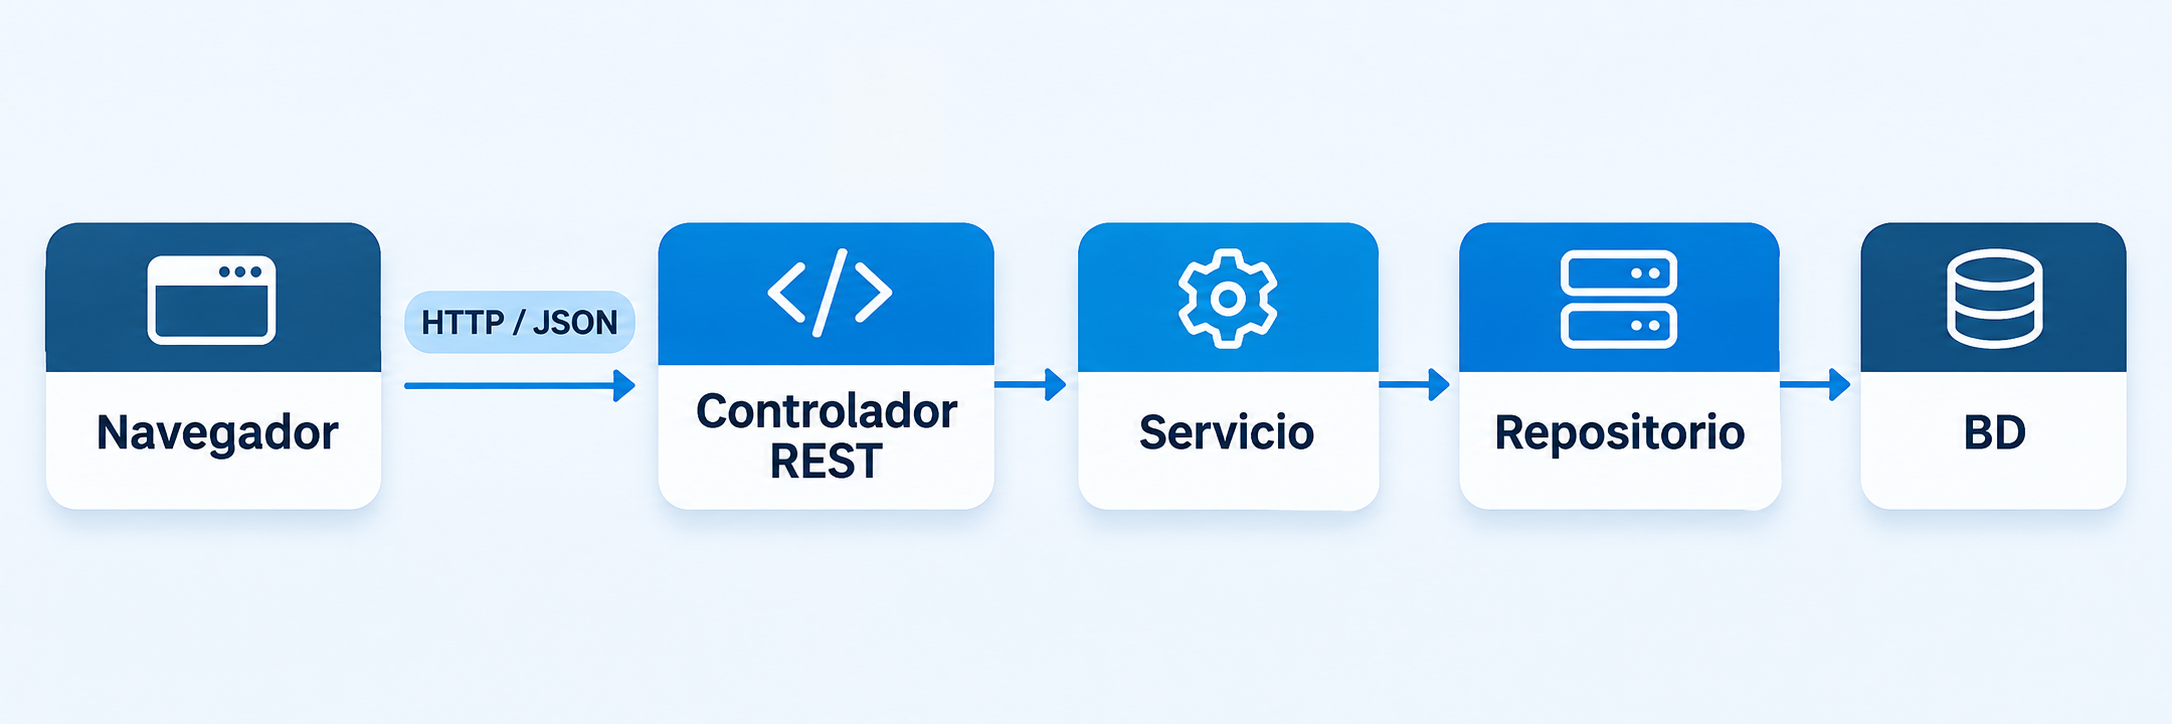 Navegador
HTTP / JSON
Controlador
REST
Servicio
Repositorio
BD